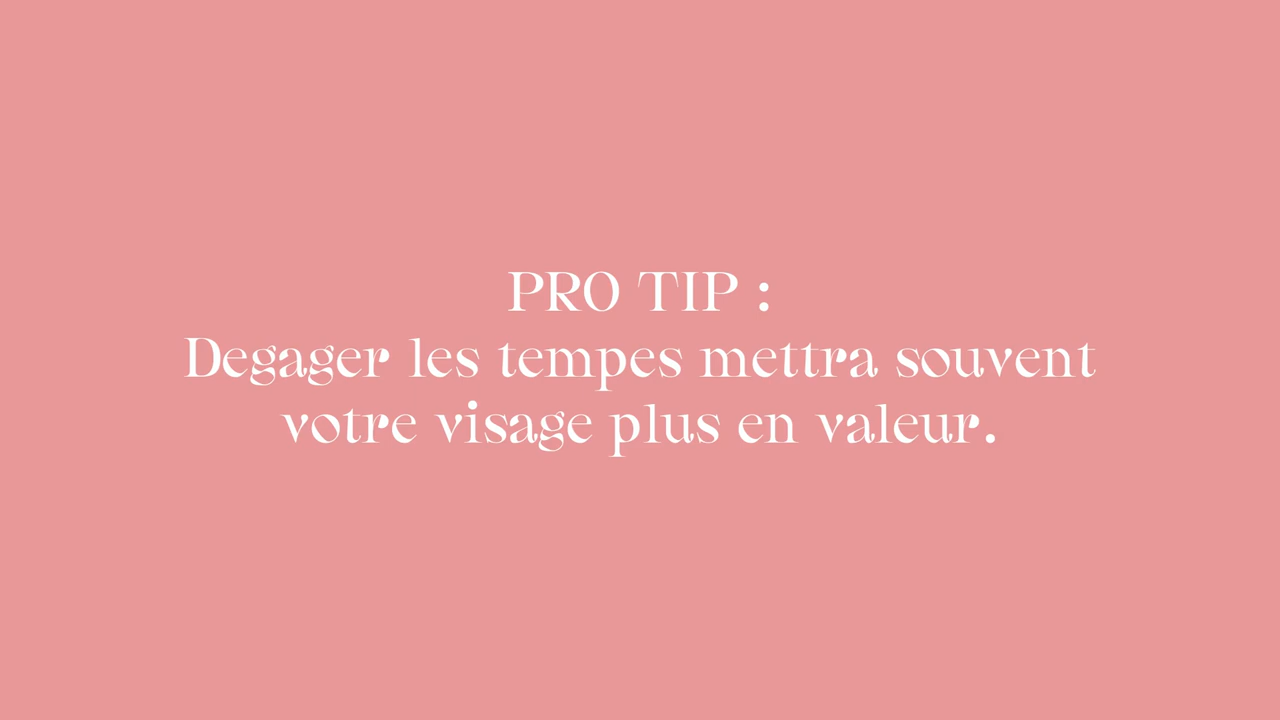 PRO TIP :
Degager les tempes mettra souvent
votre visage plus en valeur.